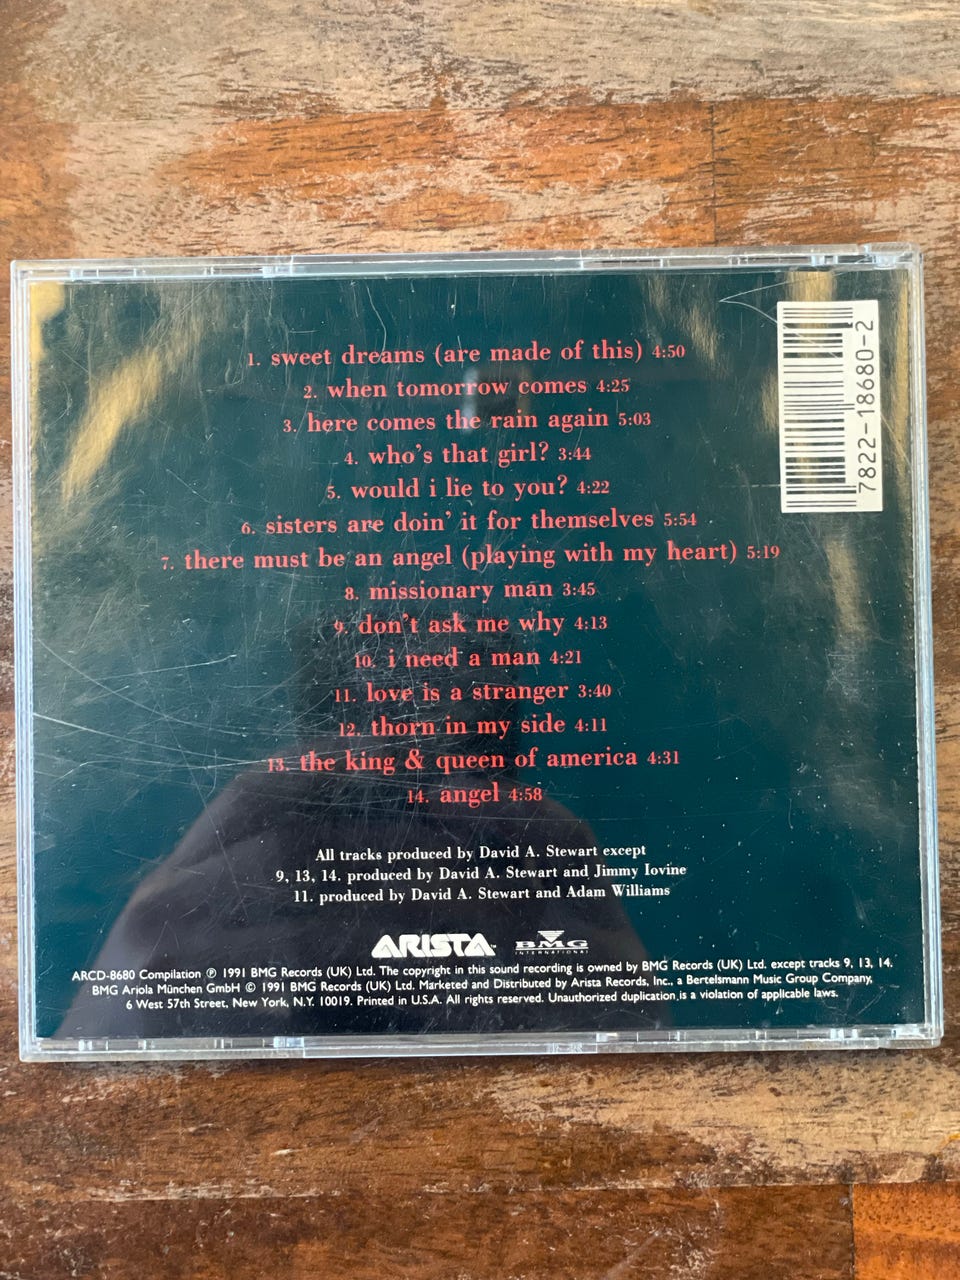 1. sweet dreams (are made of this) 4:50
2. when tomorrow comes 4:25
3. here comes the rain again 5:03
4. who's that girl? 3:44
5. would i lie to you? 4:22
6. sisters are doin' it for themselves 5:54
7. there must be an angel (playing with my heart) 5:19
8. missionary man 3:45
9. don't ask me why 4:13
10. i need a man 4:21
11. love is a stranger 3:40
12. thorn in my side 4:11
13. the king & queen of america 4:31
14. angel 4:58
7822-18680-2
All tracks produced by David A. Stewart except
9, 13, 14. produced by David A. Stewart and Jimmy Iovine
11. produced by David A. Stewart and Adam Williams
ARISTA™ BMG
INTERNATIONAL
ARCD-8680 Compilation ℗ 1991 BMG Records (UK) Ltd. The copyright in this sound recording is owned by BMG Records (UK) Ltd. except tracks 9, 13, 14.
BMG Ariola München GmbH © 1991 BMG Records (UK) Ltd. Marketed and Distributed by Arista Records, Inc., a Bertelsmann Music Group Company,
6 West 57th Street, New York, N.Y. 10019. Printed in U.S.A. All rights reserved. Unauthorized duplication is a violation of applicable laws.